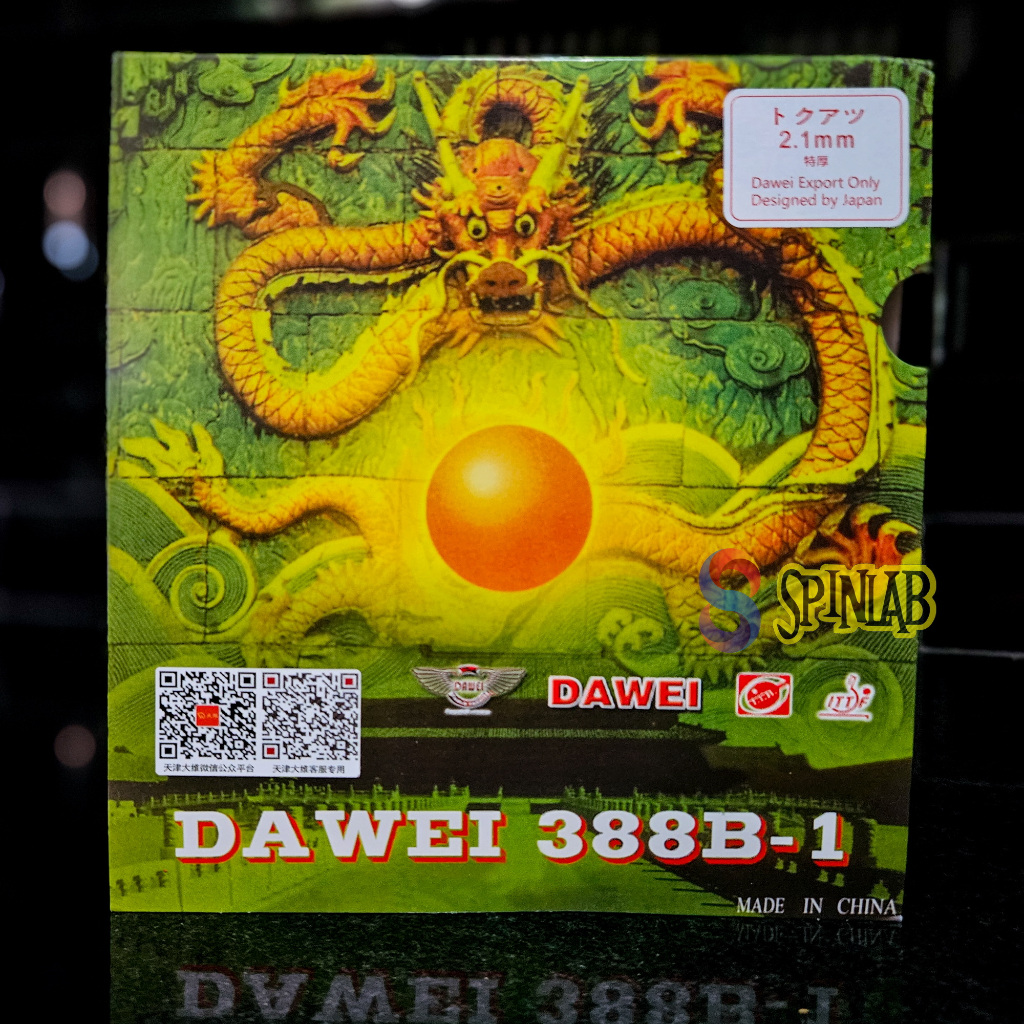 トクアツ
2.1mm
特厚
Dawei Export Only
Designed by Japan
SPINLAB
天津大维微信公众平台
天津大维客服专用
DAWEI
DAWEI
ITTF
DAWEI 388B-1
MADE IN CHINA